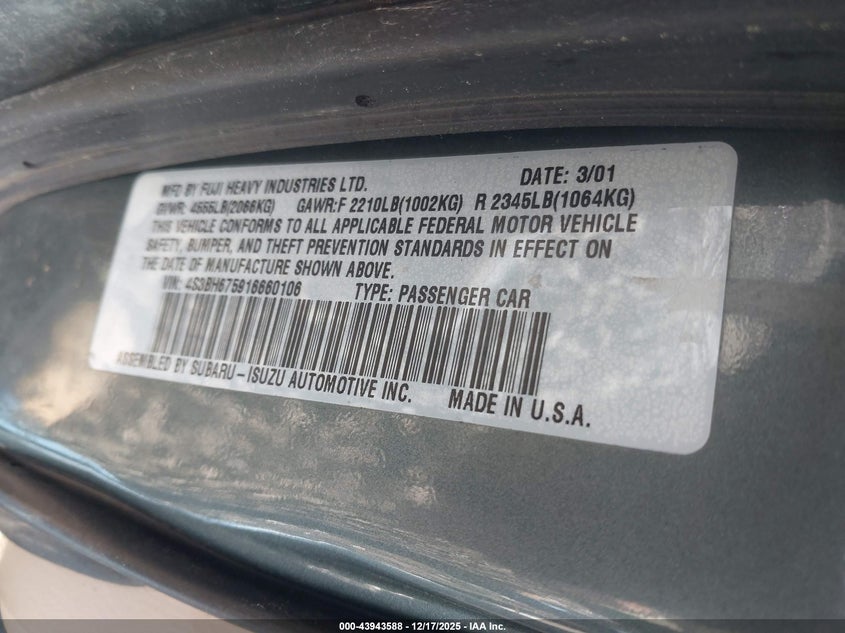 MFD BY FUJI HEAVY INDUSTRIES LTD. DATE: 3/01
GVWR: 4555LB(2066KG) GAWR:F 2210LB(1002KG) R 2345LB(1064KG)
THIS VEHICLE CONFORMS TO ALL APPLICABLE FEDERAL MOTOR VEHICLE
SAFETY, BUMPER, AND THEFT PREVENTION STANDARDS IN EFFECT ON
THE DATE OF MANUFACTURE SHOWN ABOVE.
VIN: 4S3BH675916660106 TYPE: PASSENGER CAR
ASSEMBLED BY SUBARU-ISUZU AUTOMOTIVE INC. MADE IN U.S.A.
000-43943588 - 12/17/2025 - IAA Inc.